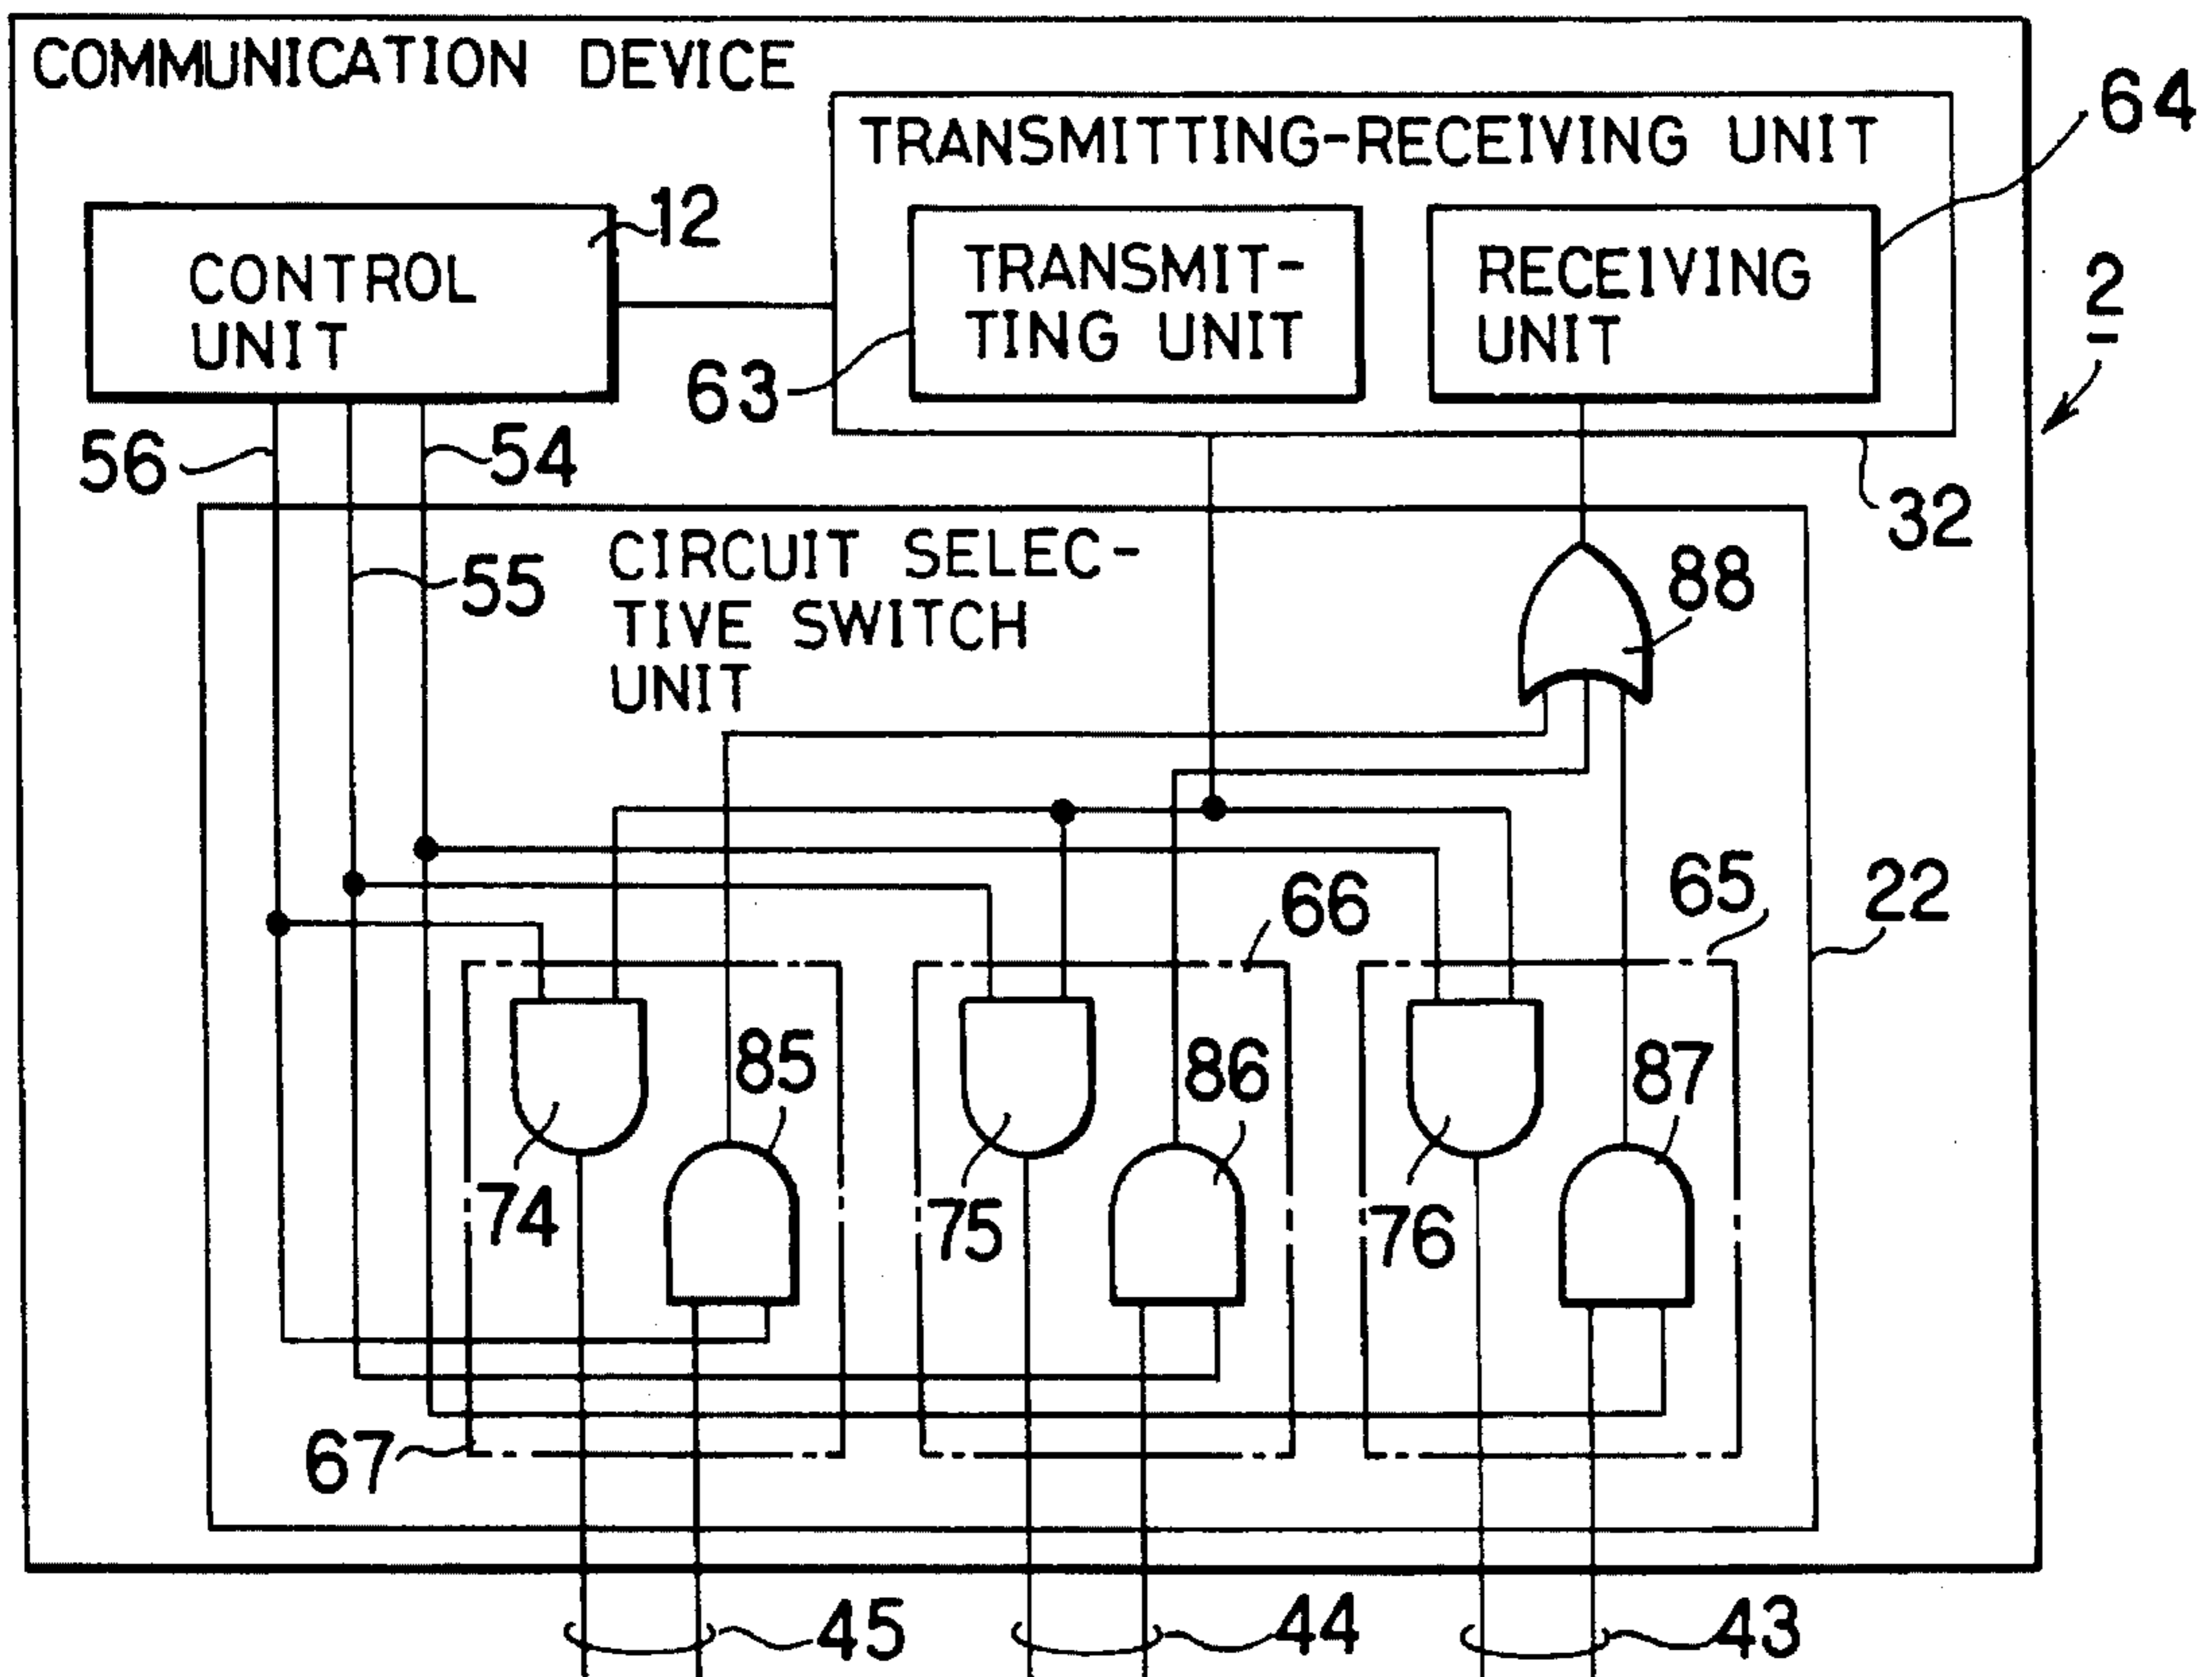 COMMUNICATION DEVICE
64
TRANSMITTING-RECEIVING UNIT
12
CONTROL
UNIT
TRANSMIT-
TING UNIT
RECEIVING
UNIT
2
63
56
54
32
55
CIRCUIT SELEC-
TIVE SWITCH
UNIT
88
66
65
22
85
86
87
74
75
76
67
45
44
43